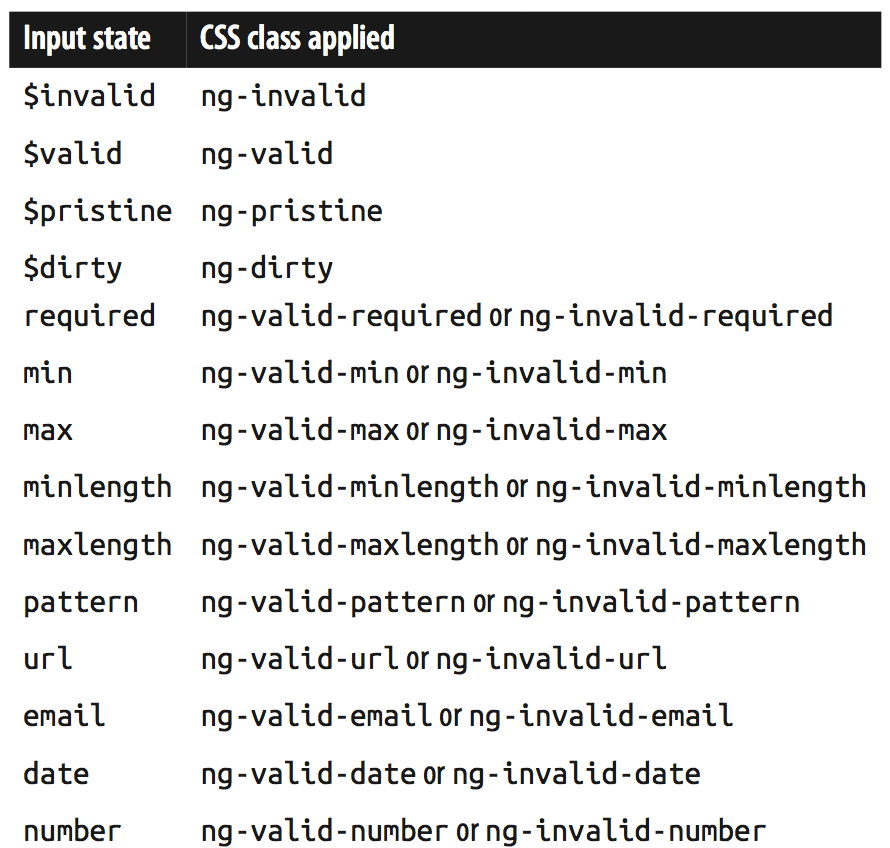 Input state CSS class applied
$invalid ng-invalid
$valid ng-valid
$pristine ng-pristine
$dirty ng-dirty
required ng-valid-required or ng-invalid-required
min ng-valid-min or ng-invalid-min
max ng-valid-max or ng-invalid-max
minlength ng-valid-minlength or ng-invalid-minlength
maxlength ng-valid-maxlength or ng-invalid-maxlength
pattern ng-valid-pattern or ng-invalid-pattern
url ng-valid-url or ng-invalid-url
email ng-valid-email or ng-invalid-email
date ng-valid-date or ng-invalid-date
number ng-valid-number or ng-invalid-number